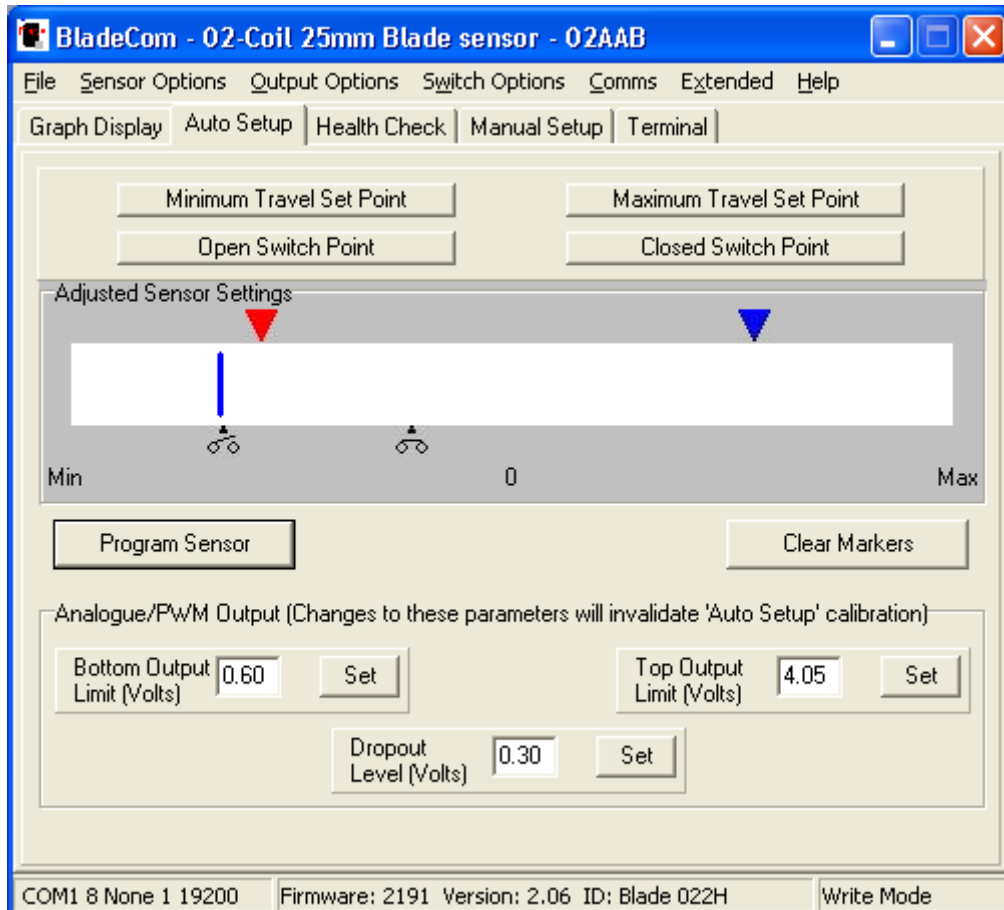 BladeCom - 02-Coil 25mm Blade sensor - 02AAB
File Sensor Options Output Options Switch Options Comms Extended Help
Graph Display Auto Setup Health Check Manual Setup Terminal
Minimum Travel Set Point Maximum Travel Set Point
Open Switch Point Closed Switch Point
Adjusted Sensor Settings
Min 0 Max
Program Sensor Clear Markers
Analogue/PWM Output (Changes to these parameters will invalidate 'Auto Setup' calibration)
Bottom Output
Limit (Volts)
0.60 Set
Top Output
Limit (Volts)
4.05 Set
Dropout
Level (Volts)
0.30 Set
COM1 8 None 1 19200 Firmware: 2191 Version: 2.06 ID: Blade 022H Write Mode